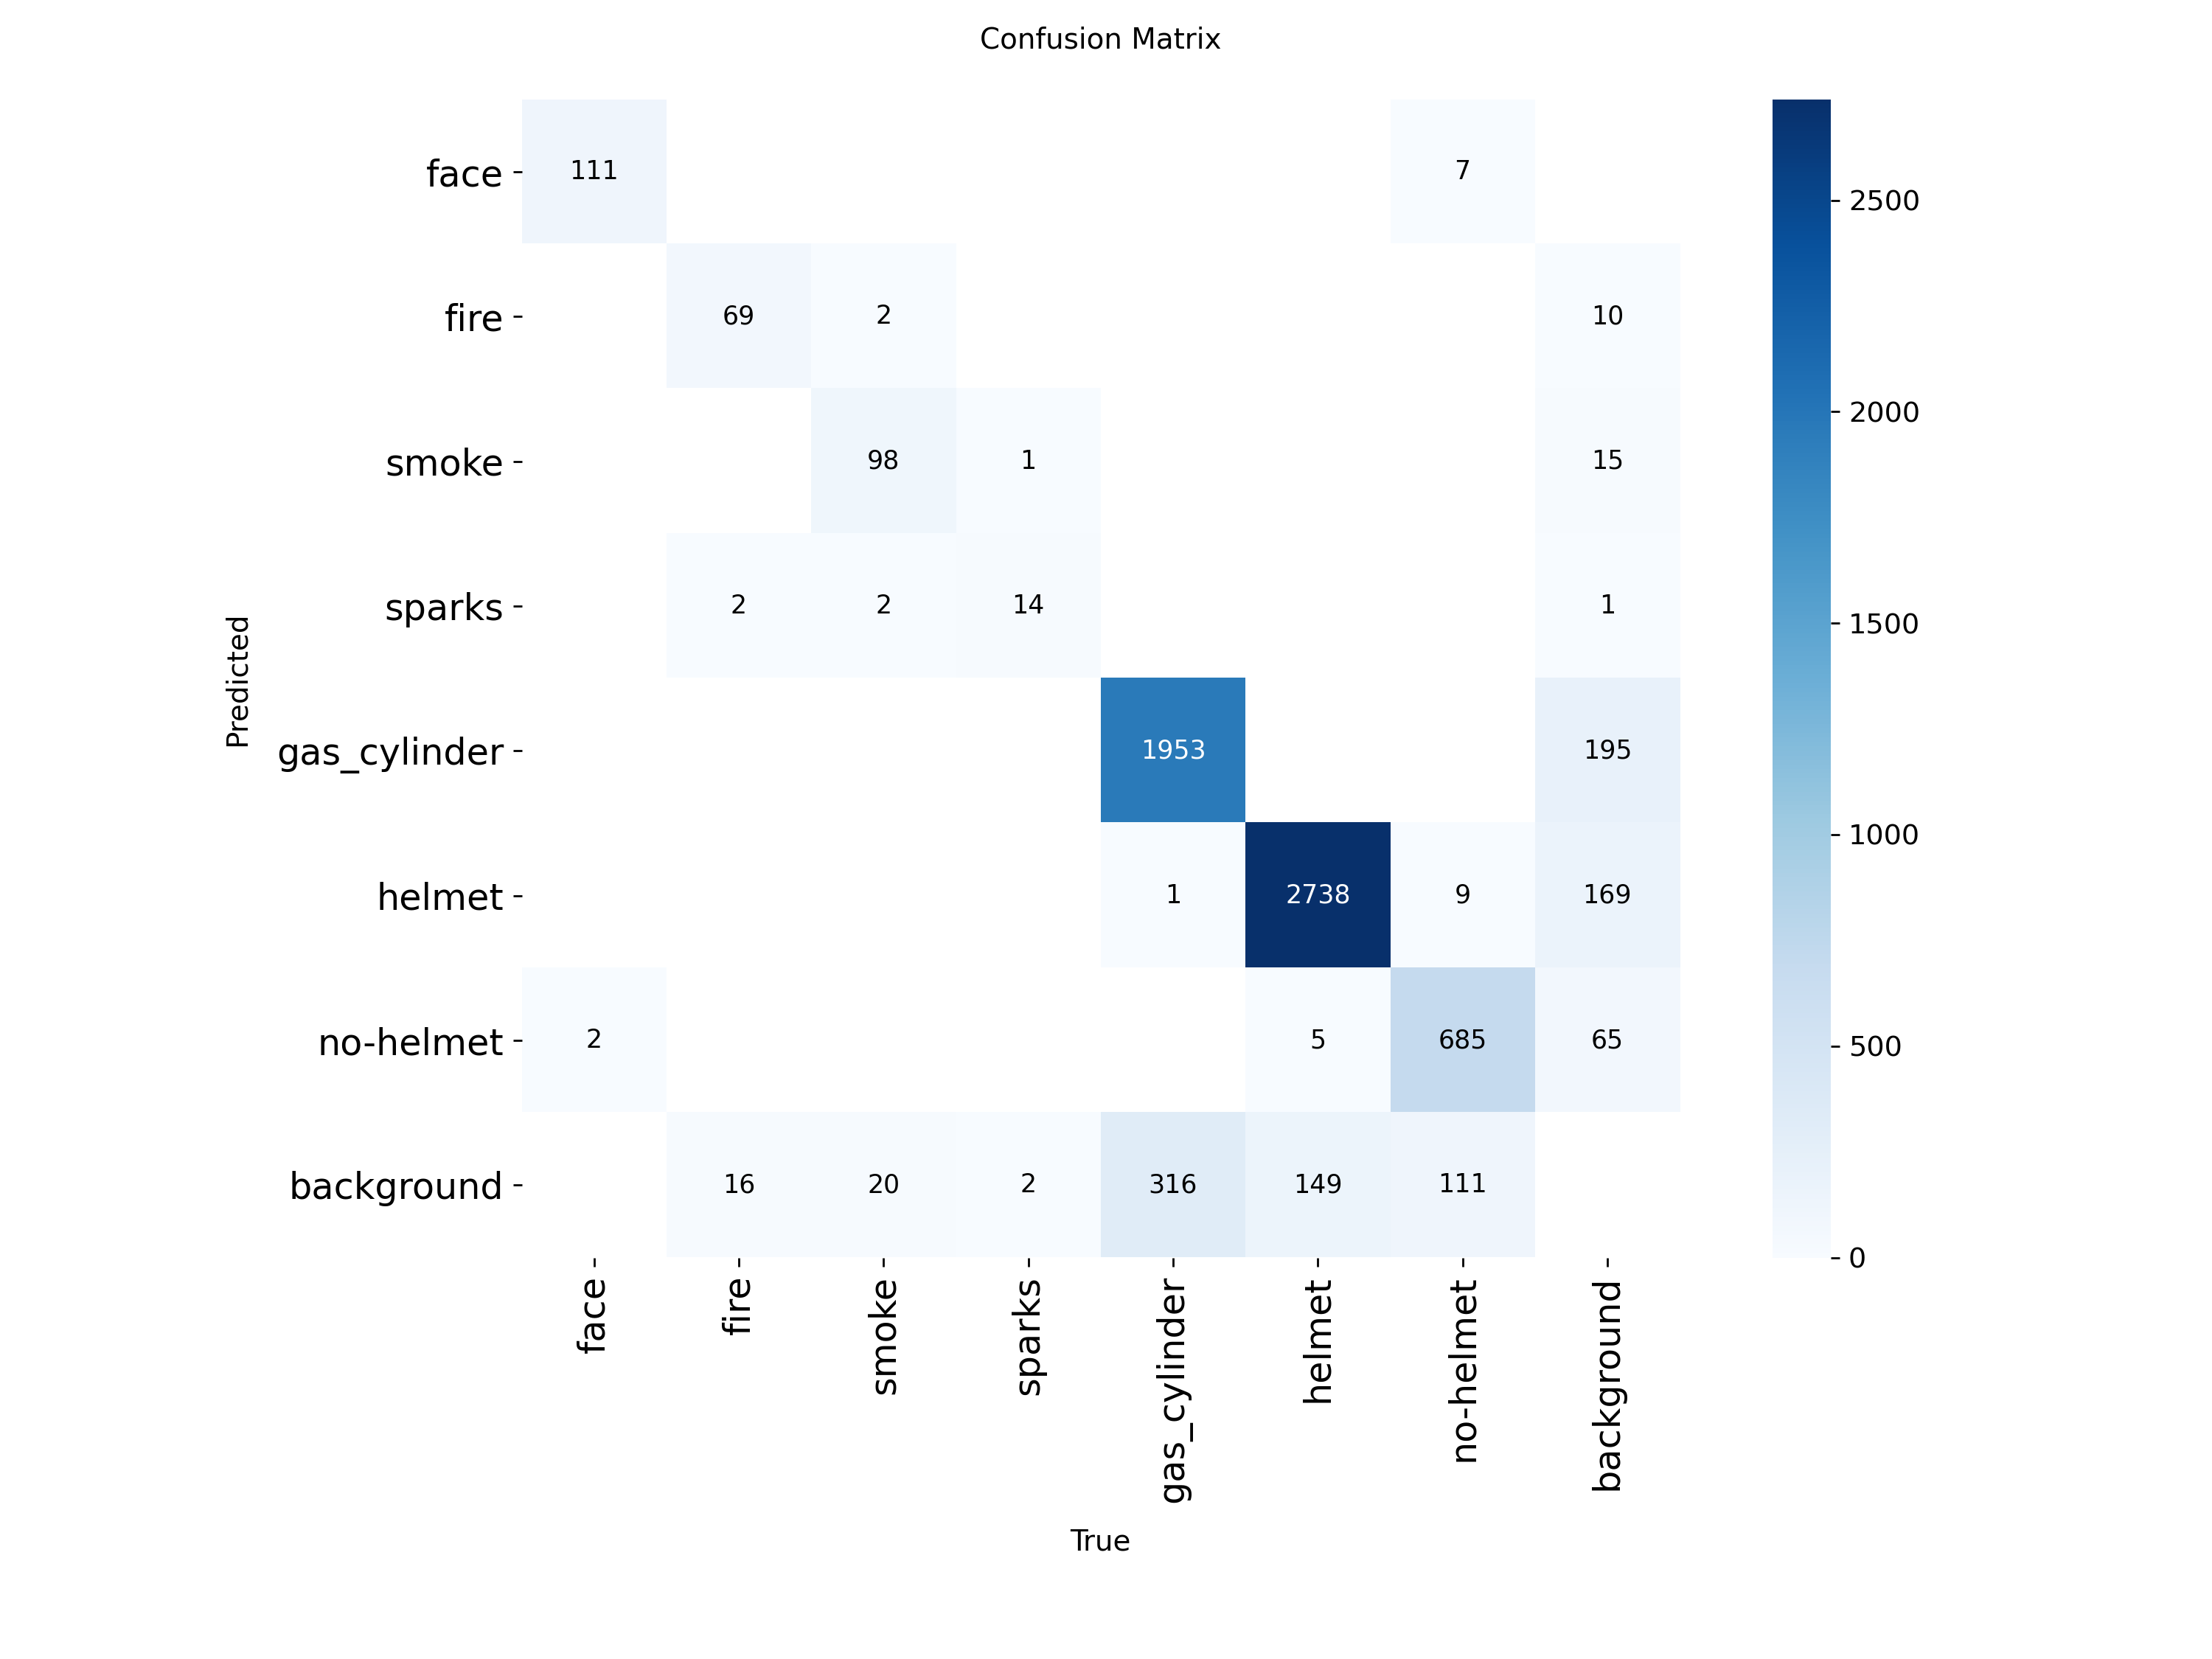 Confusion Matrix
face 111 7
fire 69 2 10
smoke 98 1 15
sparks 2 2 14 1
gas_cylinder 1953 195
helmet 1 2738 9 169
no-helmet 2 5 685 65
background 16 20 2 316 149 111
face fire smoke sparks gas_cylinder helmet no-helmet background
True
Predicted
2500
2000
1500
1000
500
0